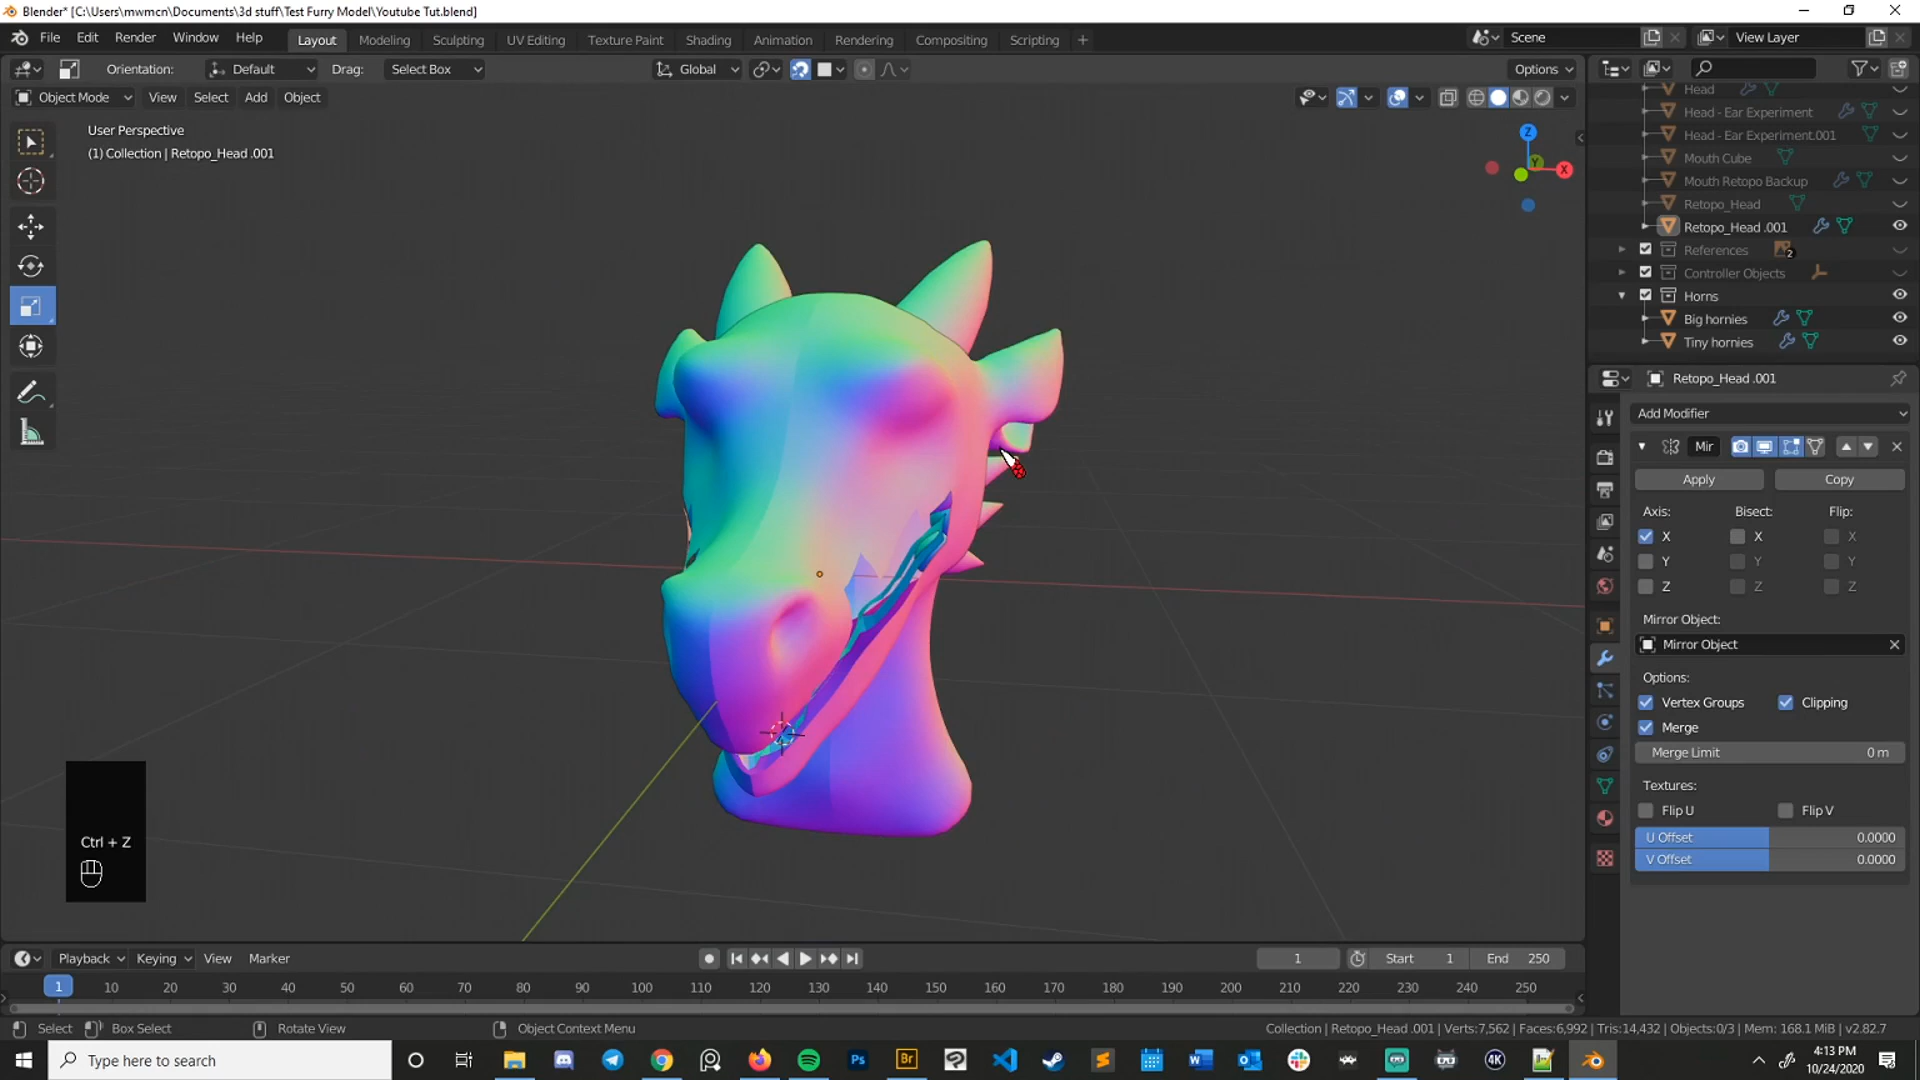 Blender* [C:\Users\mwmcn\Documents\3d stuff\Test Furry Model\Youtube Tut.blend]
File Edit Render Window Help Layout Modeling Sculpting UV Editing Texture Paint Shading Animation Rendering Compositing Scripting + Scene View Layer
Orientation: Default Drag: Select Box Global Options
Object Mode View Select Add Object
User Perspective
(1) Collection | Retopo_Head .001
Z
Y
X
Head
Head - Ear Experiment
Head - Ear Experiment.001
Mouth Cube
Mouth Retopo Backup
Retopo_Head
Retopo_Head .001
References 2
Controller Objects
Horns
Big hornies
Tiny hornies
Retopo_Head .001
Add Modifier
Mir
Apply Copy
Axis: Bisect: Flip:
X X X
Y Y Y
Z Z Z
Mirror Object:
Mirror Object
Options:
Vertex Groups Clipping
Merge
Merge Limit 0 m
Textures:
Flip U Flip V
U Offset 0.0000
V Offset 0.0000
Ctrl + Z
Playback Keying View Marker 1 Start 1 End 250
1 10 20 30 40 50 60 70 80 90 100 110 120 130 140 150 160 170 180 190 200 210 220 230 240 250
Select Box Select Rotate View Object Context Menu Collection | Retopo_Head .001 | Verts:7,562 | Faces:6,992 | Tris:14,432 | Objects:0/3 | Mem: 168.1 MiB | v2.82.7
Type here to search Ps Br 4K 4:13 PM
10/24/2020